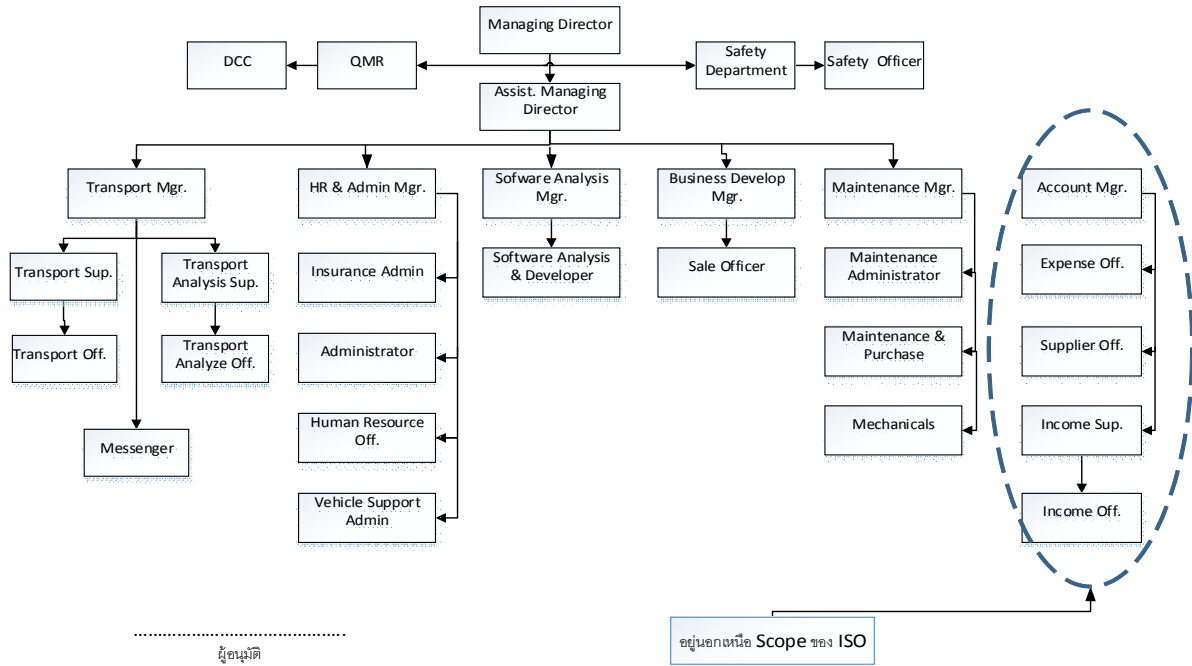 Managing Director
DCC
QMR
Safety
Department
Safety Officer
Assist. Managing
Director
Transport Mgr.
HR & Admin Mgr.
Sofware Analysis
Mgr.
Business Develop
Mgr.
Maintenance Mgr.
Account Mgr.
Transport Sup.
Transport
Analysis Sup.
Insurance Admin
Software Analysis
& Developer
Sale Officer
Maintenance
Administrator
Expense Off.
Transport Off.
Transport
Analyze Off.
Administrator
Maintenance &
Purchase
Supplier Off.
Messenger
Human Resource
Off.
Mechanicals
Income Sup.
Vehicle Support
Admin
Income Off.
อยู่นอกเหนือ Scope ของ ISO
ผู้อนุมัติ